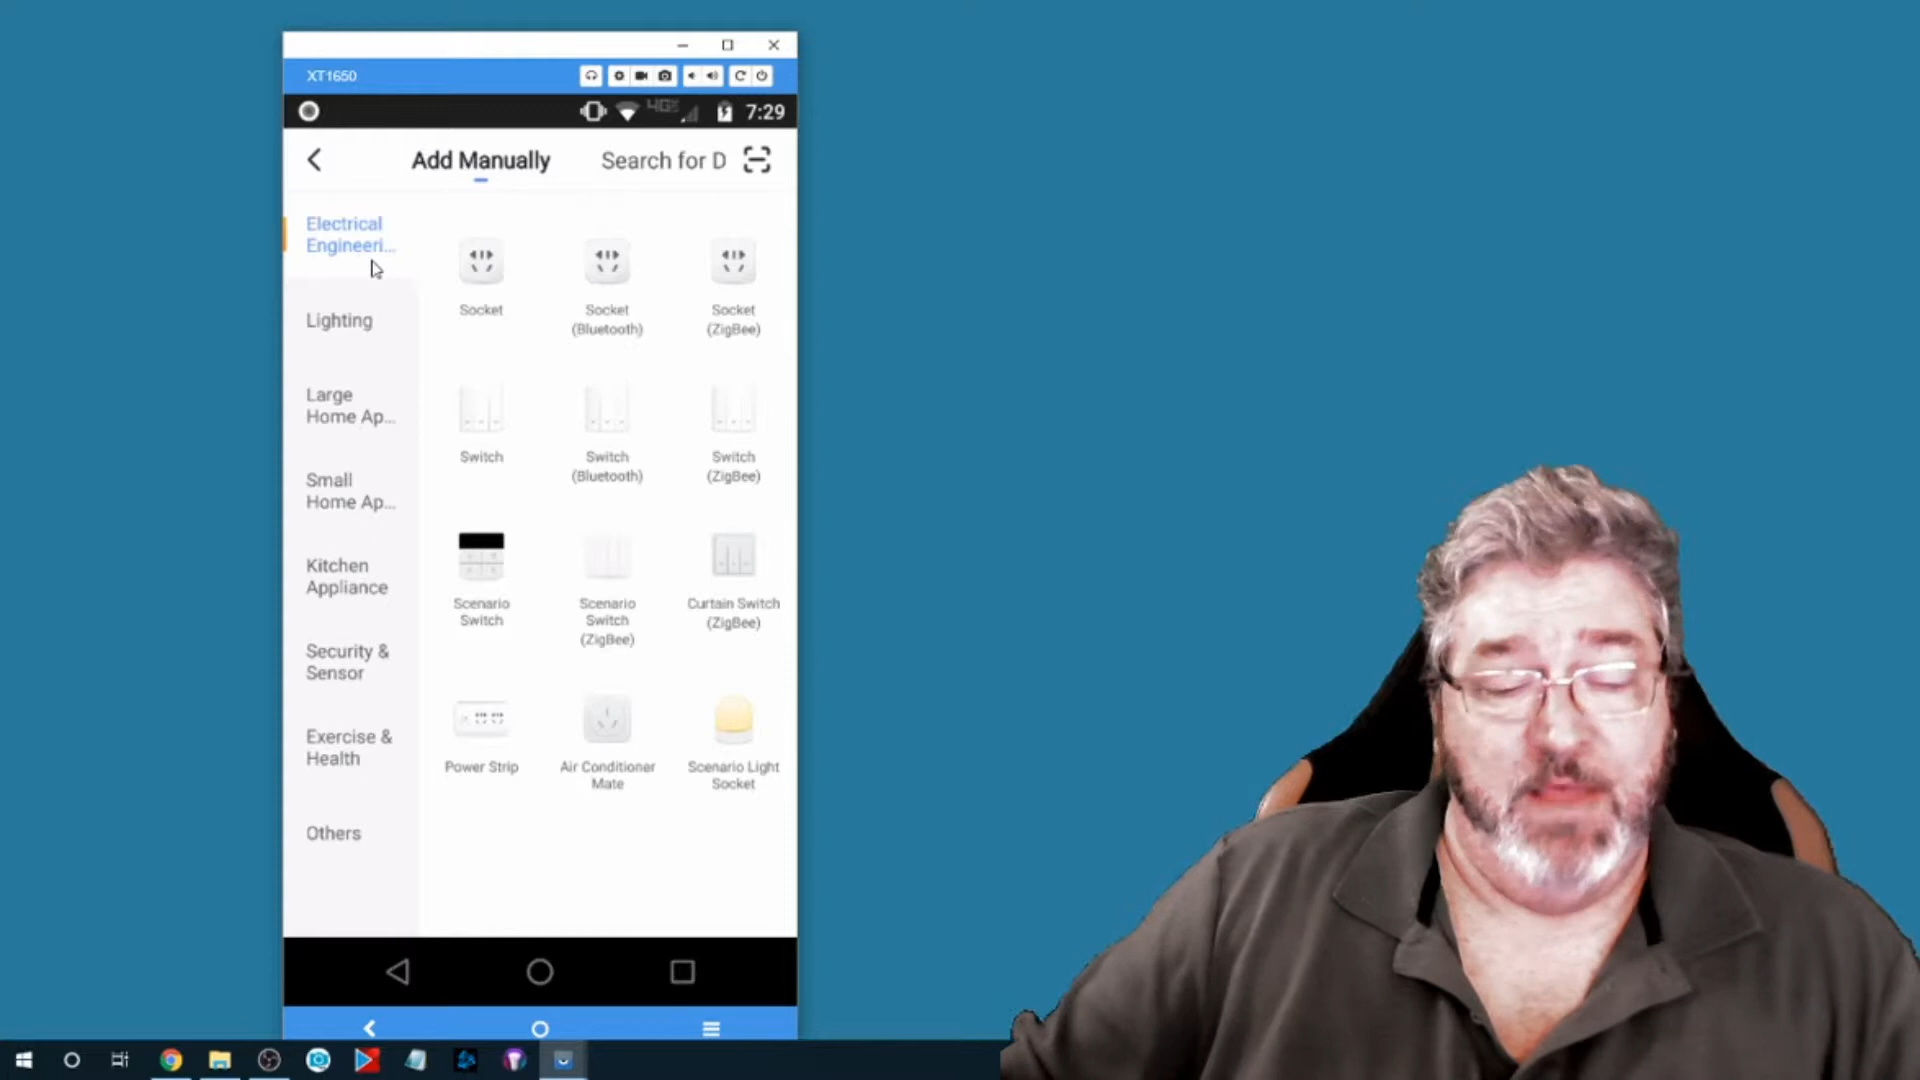 XT1650
7:29
Add Manually
Search for D
Electrical
Engineeri...
Lighting
Large
Home Ap...
Small
Home Ap...
Kitchen
Appliance
Security &
Sensor
Exercise &
Health
Others
Socket
Socket
(Bluetooth)
Socket
(ZigBee)
Switch
Switch
(Bluetooth)
Switch
(ZigBee)
Scenario
Switch
Scenario
Switch
(ZigBee)
Curtain Switch
(ZigBee)
Power Strip
Air Conditioner
Mate
Scenario Light
Socket